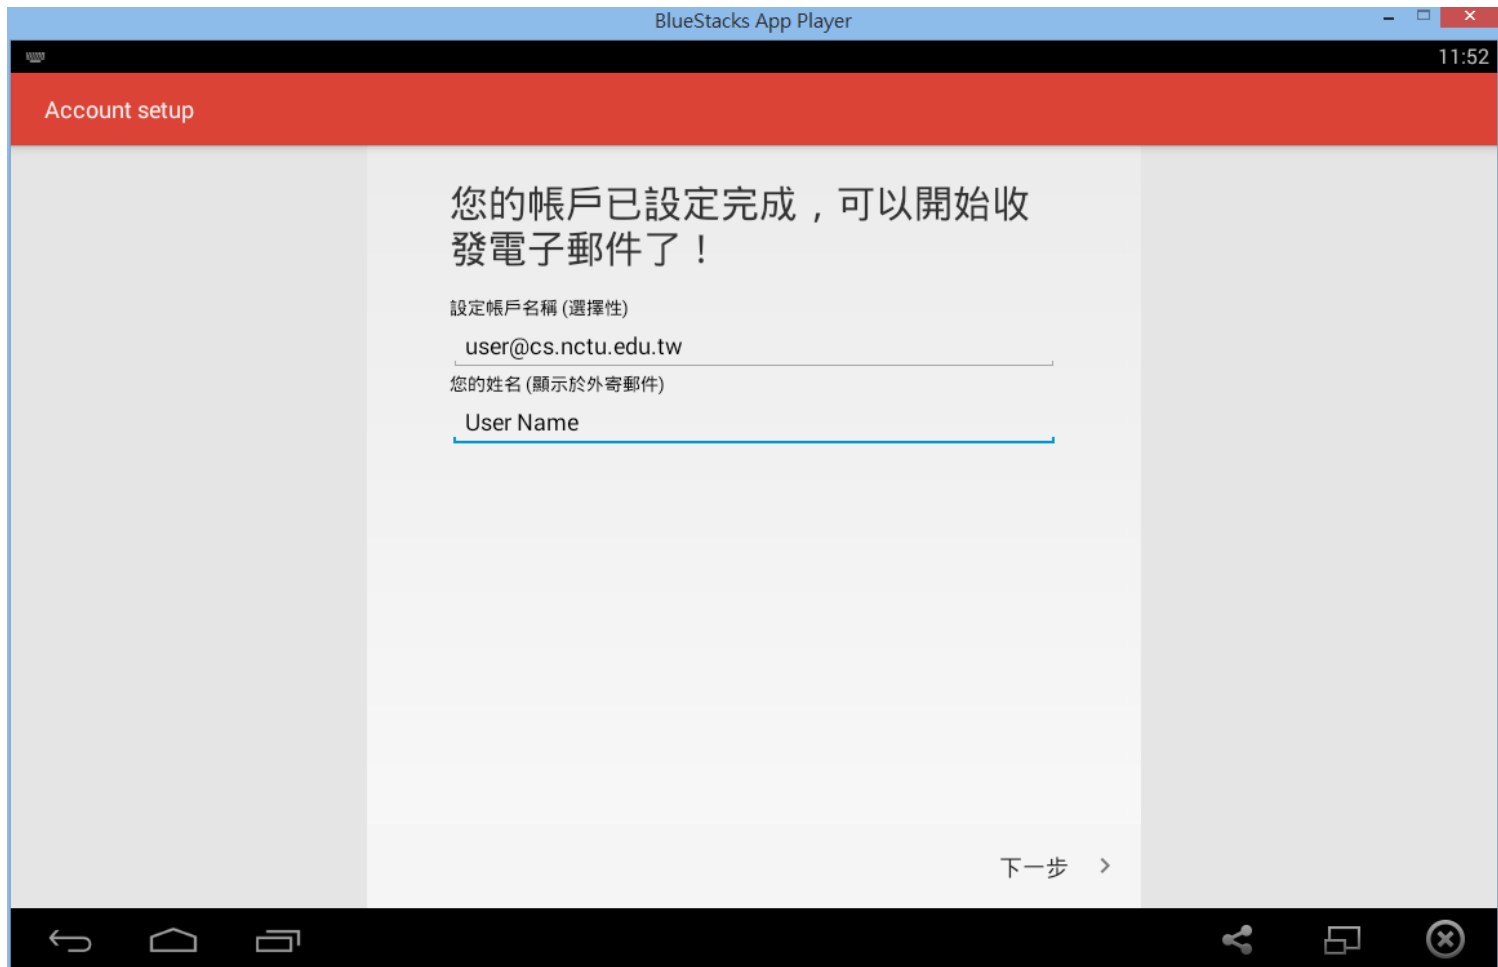 BlueStacks App Player
11:52
Account setup
您的帳戶已設定完成，可以開始收
發電子郵件了！
設定帳戶名稱 (選擇性)
user@cs.nctu.edu.tw
您的姓名 (顯示於外寄郵件)
User Name
下一步